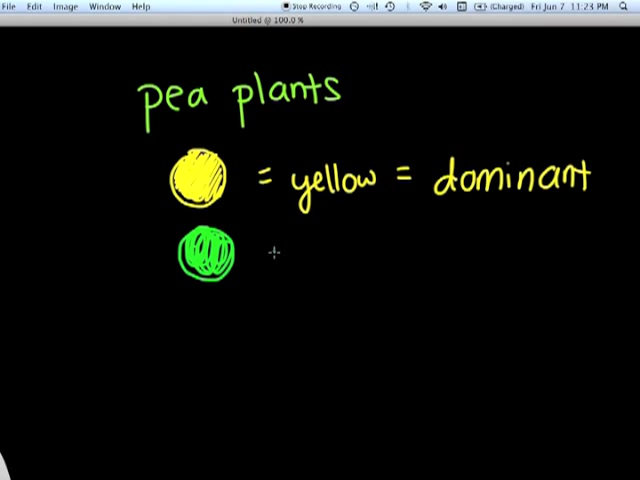 File Edit Image Window Help Stop Recording (Charged) Fri Jun 7 11:23 PM
Untitled @ 100.0 %
pea plants
= yellow = dominant